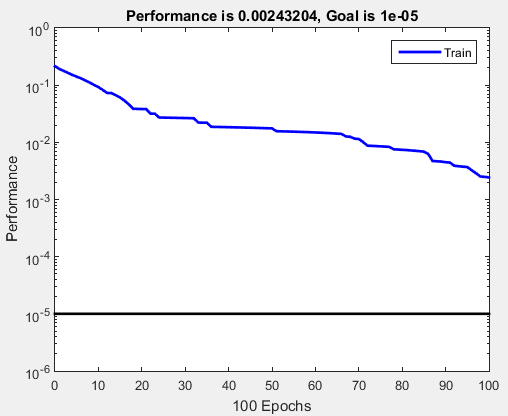 Performance is 0.00243204, Goal is 1e-05
10^0
10^-1
10^-2
10^-3
10^-4
10^-5
10^-6
Train
Performance
0 10 20 30 40 50 60 70 80 90 100
100 Epochs